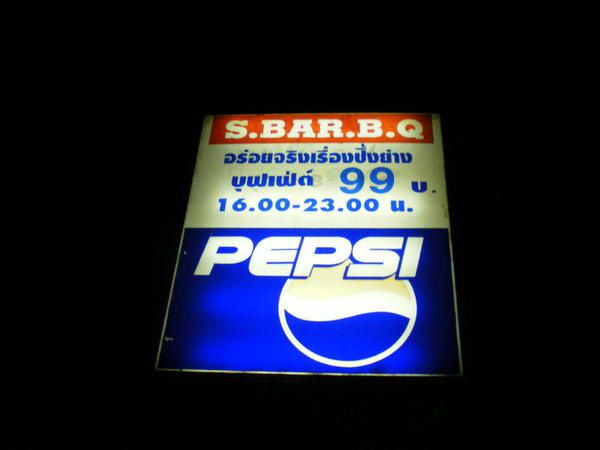 S.BAR.B.Q
อร่อยจริงเรื่องปิ้งย่าง
บุฟเฟ่ต์ 99 บ.
16.00-23.00 น.
PEPSI